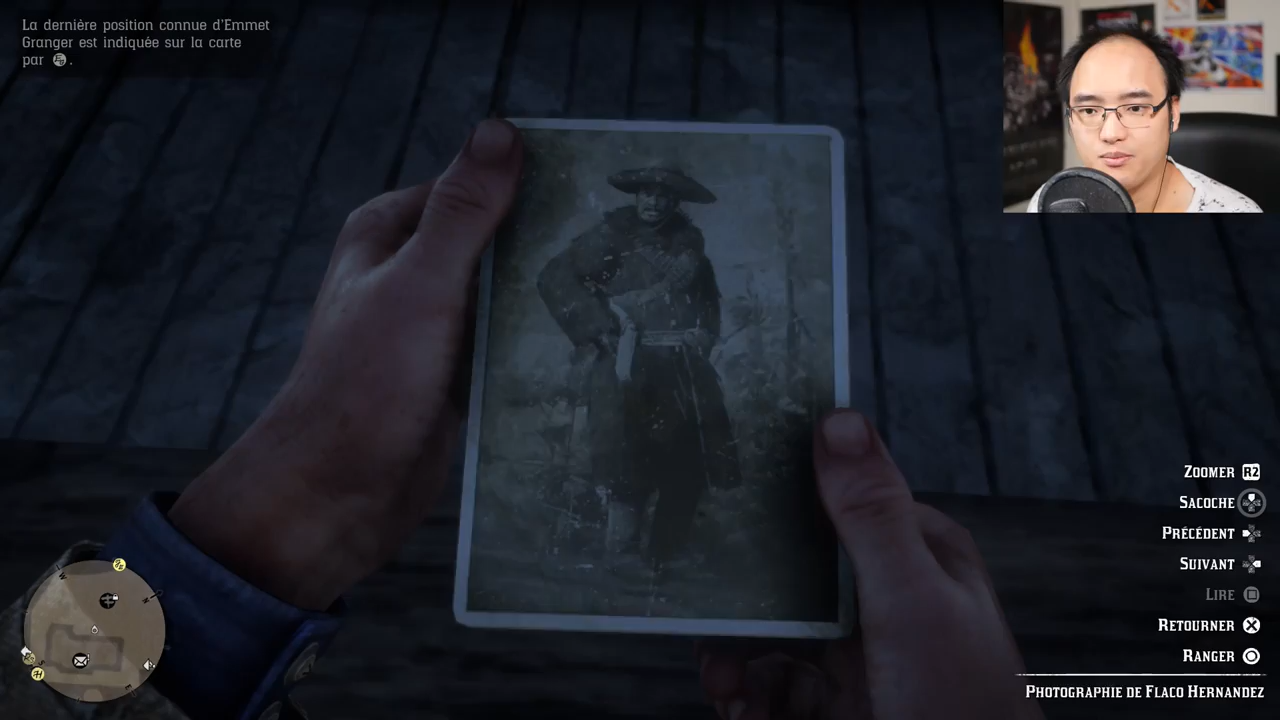 La dernière position connue d'Emmet
Granger est indiquée sur la carte
par .
ZOOMER R2
SACOCHE
PRÉCÉDENT
SUIVANT
LIRE
RETOURNER
RANGER
PHOTOGRAPHIE DE FLACO HERNANDEZ